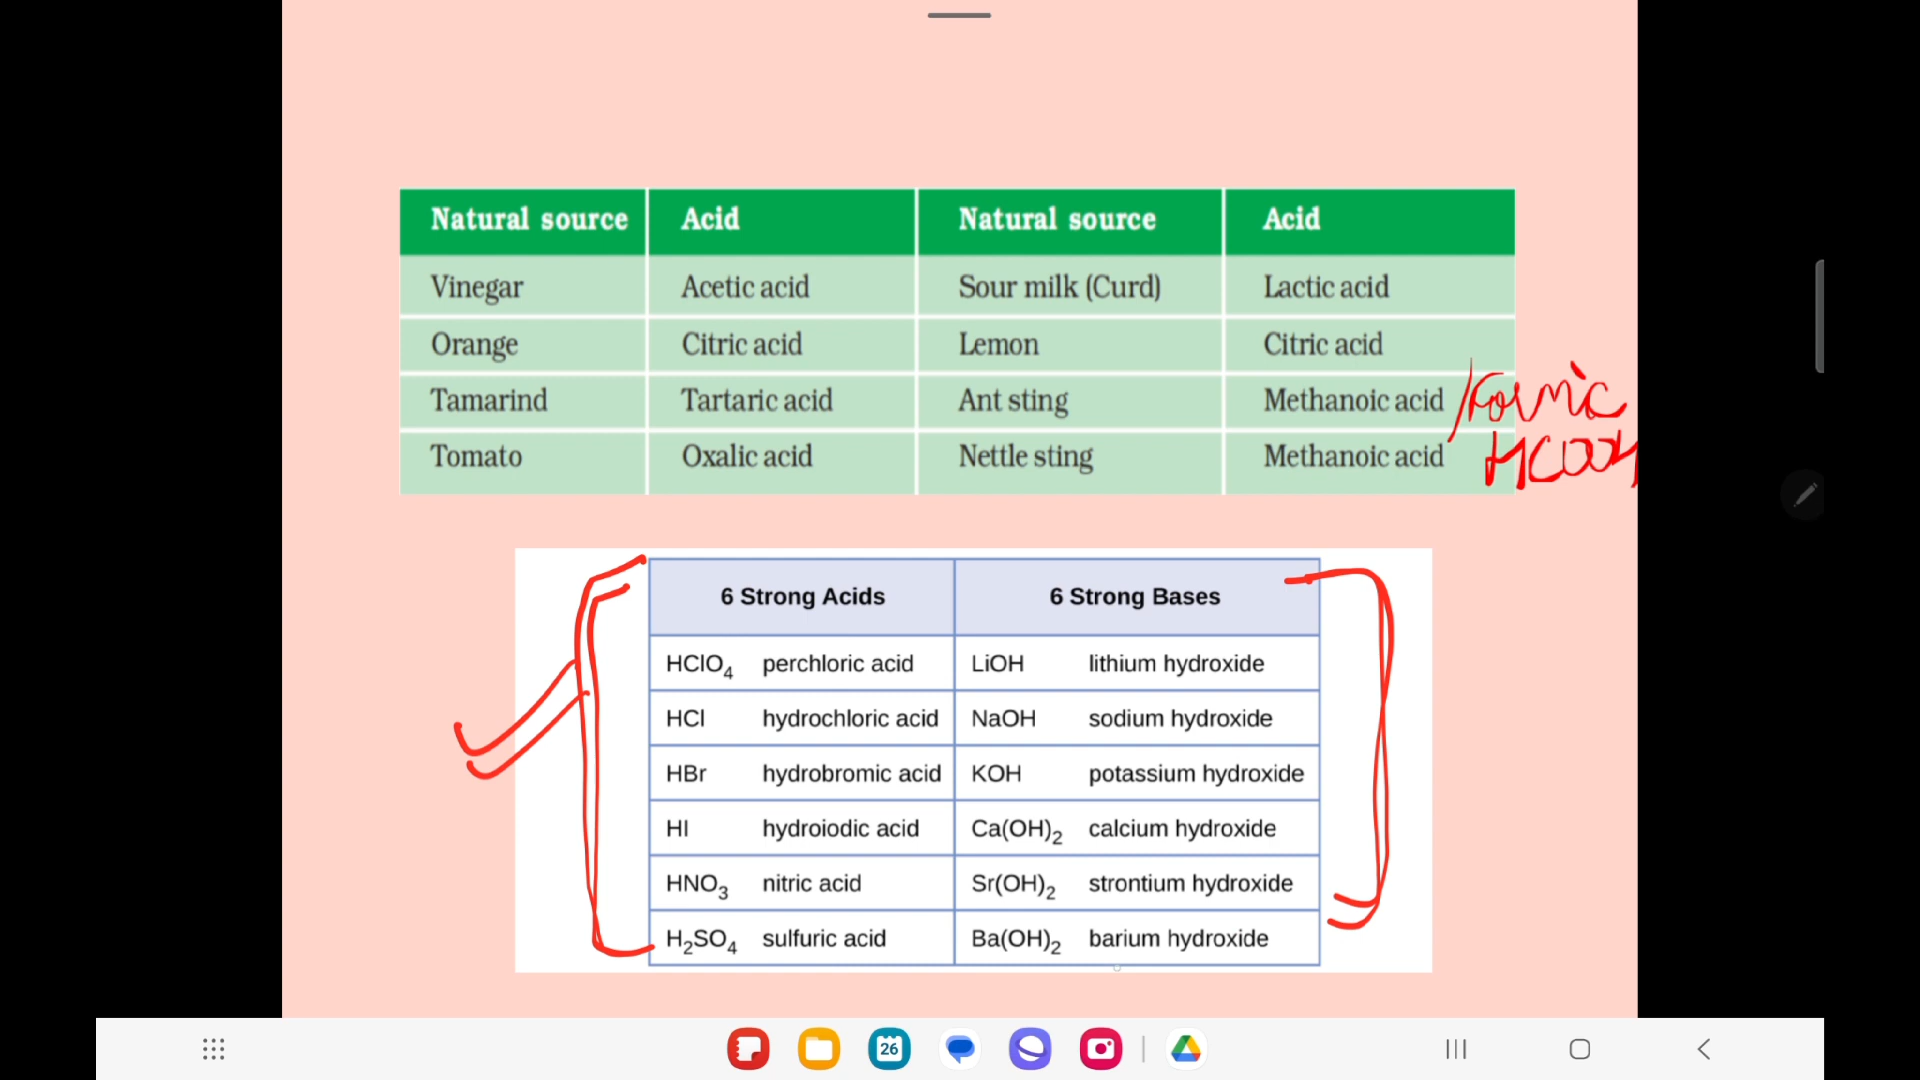 Natural source Acid Natural source Acid
Vinegar Acetic acid Sour milk (Curd) Lactic acid
Orange Citric acid Lemon Citric acid
Tamarind Tartaric acid Ant sting Methanoic acid /Formic
Tomato Oxalic acid Nettle sting Methanoic acid HCOOH
6 Strong Acids 6 Strong Bases
HClO4 perchloric acid LiOH lithium hydroxide
HCl hydrochloric acid NaOH sodium hydroxide
HBr hydrobromic acid KOH potassium hydroxide
HI hydroiodic acid Ca(OH)2 calcium hydroxide
HNO3 nitric acid Sr(OH)2 strontium hydroxide
H2SO4 sulfuric acid Ba(OH)2 barium hydroxide
26